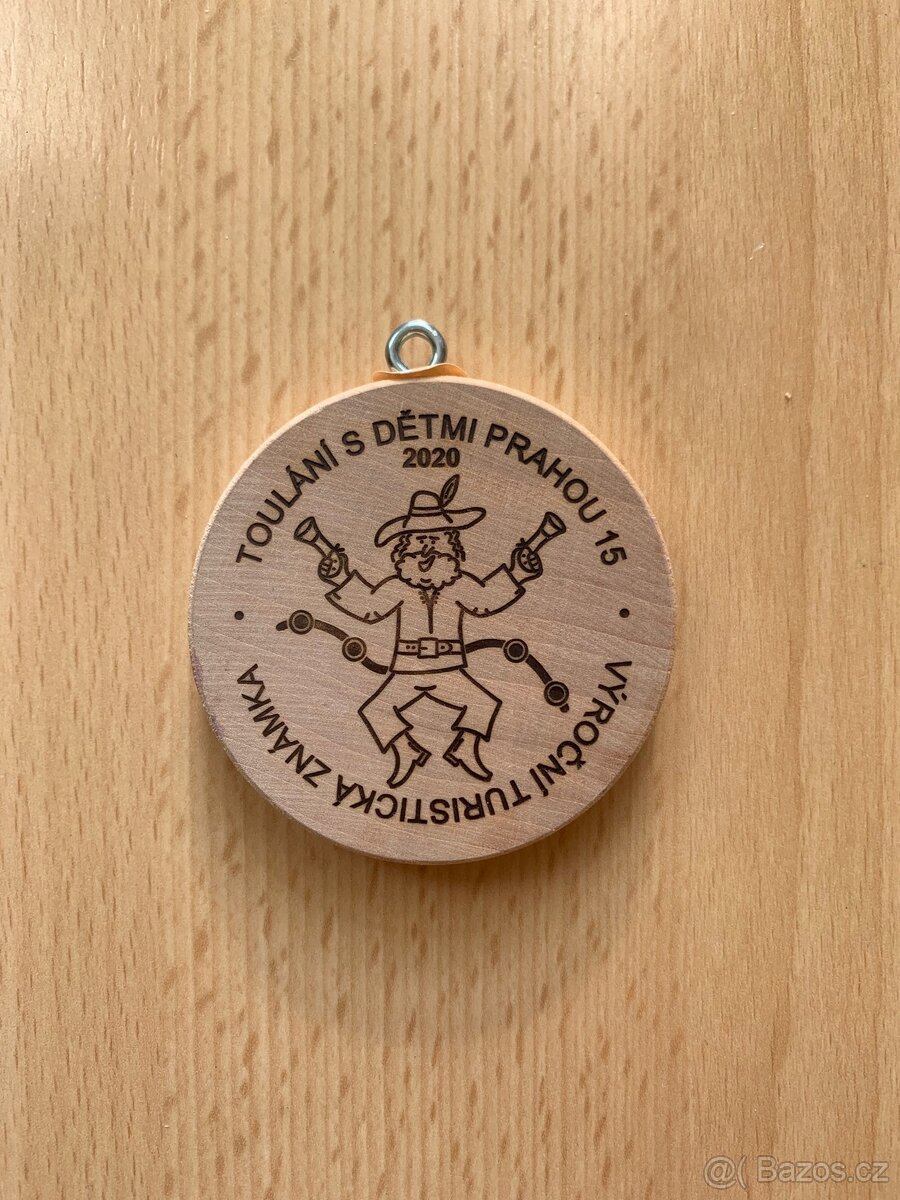 TOULÁNÍ S DĚTMI PRAHOU 15
2020
VÝROČNÍ TURISTICKÁ ZNÁMKA
@( Bazos.cz